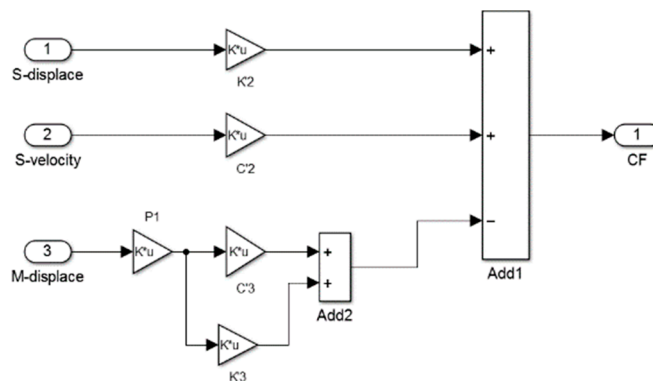 1
K*u
+
S-displace
K'2
2
K*u
+
1
S-velocity
C'2
CF
P1
3
K*u
K*u
+
−
M-displace
C'3
+
Add1
Add2
K*u
K'3